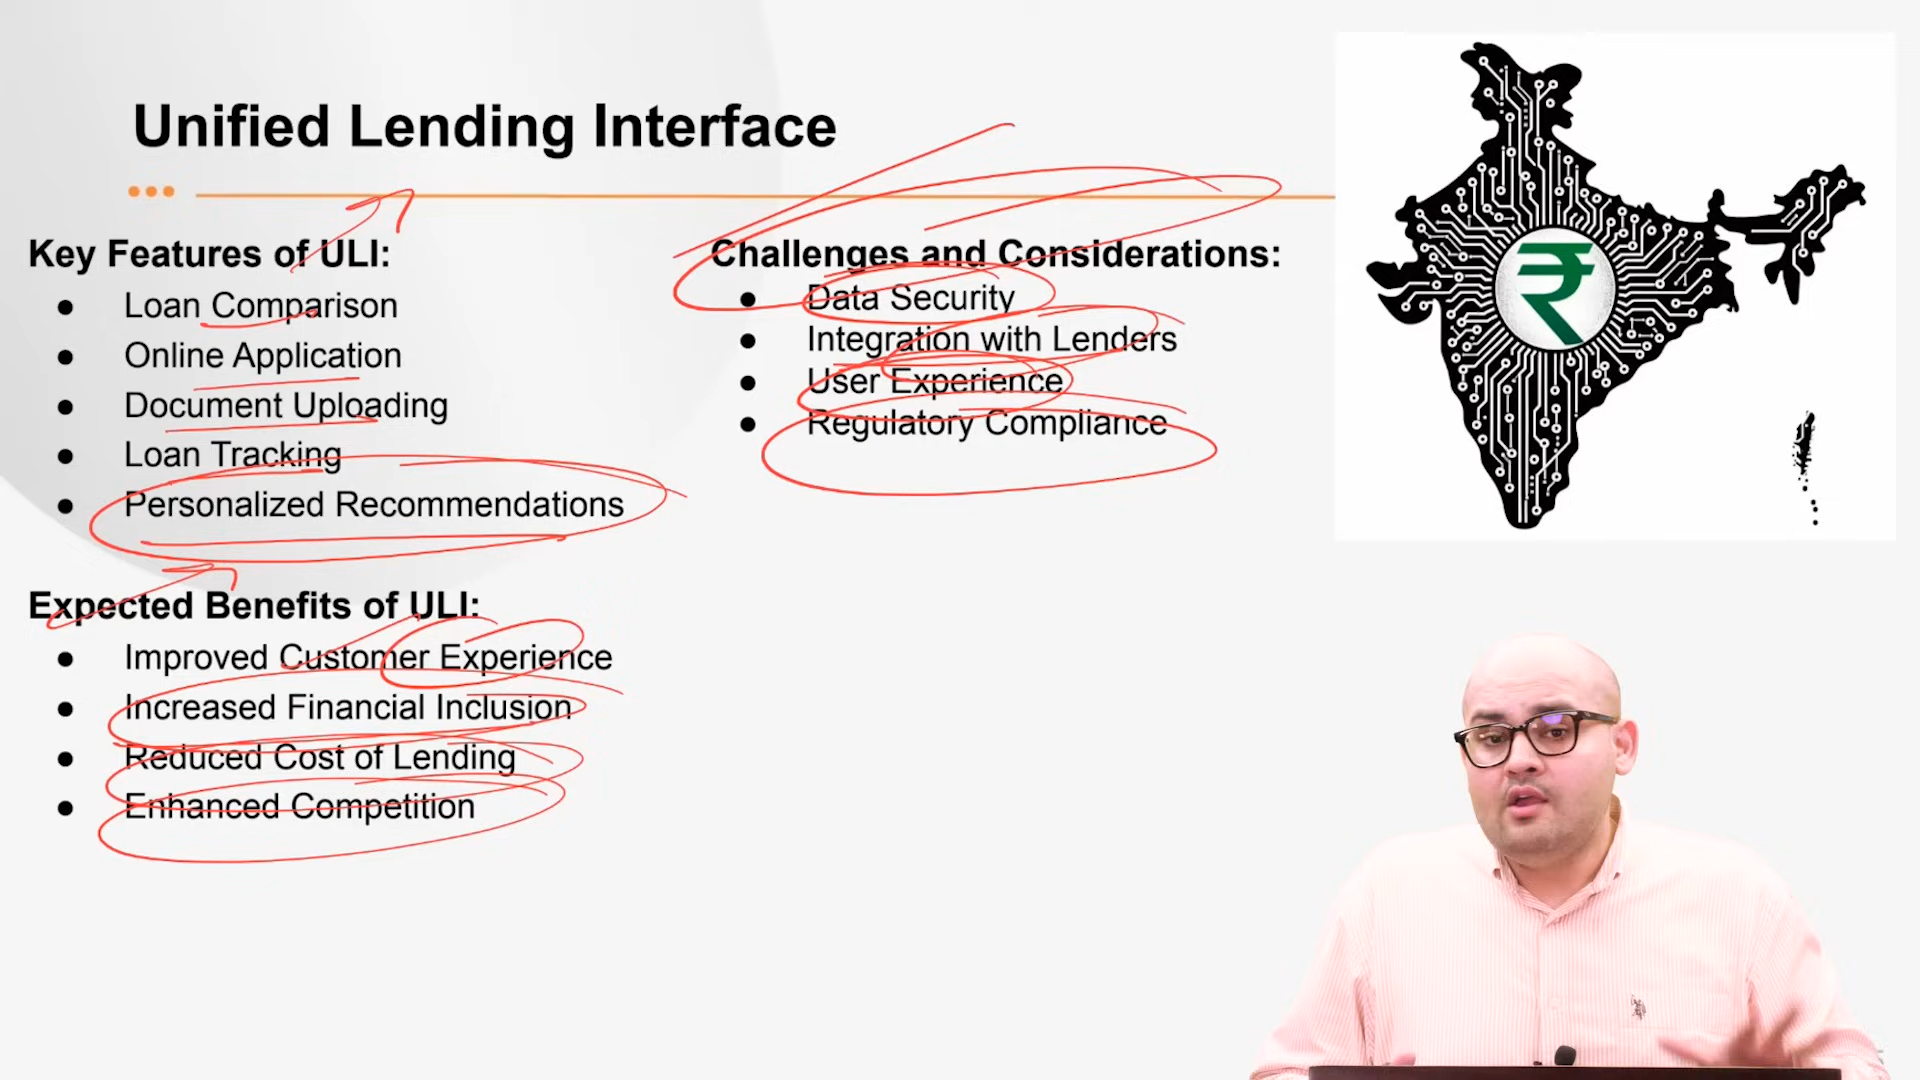 Unified Lending Interface
Key Features of ULI:
● Loan Comparison
● Online Application
● Document Uploading
● Loan Tracking
● Personalized Recommendations
Expected Benefits of ULI:
● Improved Customer Experience
● Increased Financial Inclusion
● Reduced Cost of Lending
● Enhanced Competition
Challenges and Considerations:
● Data Security
● Integration with Lenders
● User Experience
● Regulatory Compliance
₹